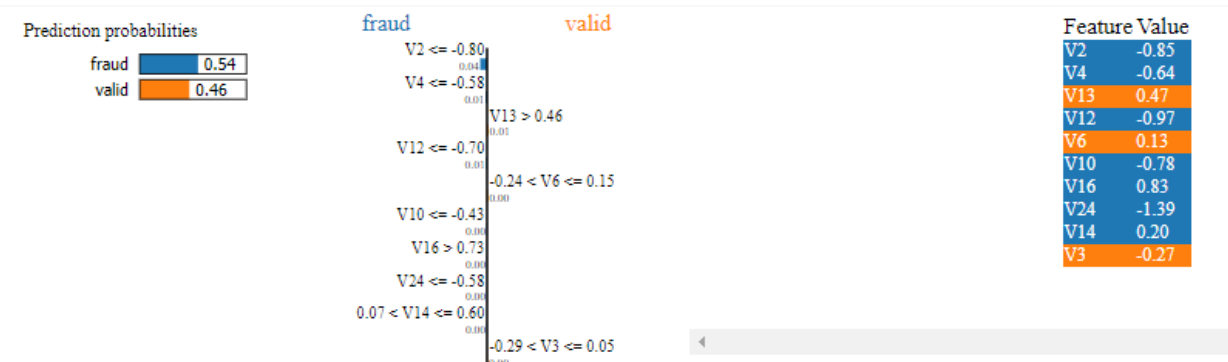 Prediction probabilities
fraud 0.54
valid 0.46
fraud valid
V2 <= -0.80
0.04
V4 <= -0.58
0.01
V13 > 0.46
0.01
V12 <= -0.70
0.01
-0.24 < V6 <= 0.15
0.00
V10 <= -0.43
0.00
V16 > 0.73
0.00
V24 <= -0.58
0.00
0.07 < V14 <= 0.60
0.00
-0.29 < V3 <= 0.05
Feature Value
V2 -0.85
V4 -0.64
V13 0.47
V12 -0.97
V6 0.13
V10 -0.78
V16 0.83
V24 -1.39
V14 0.20
V3 -0.27